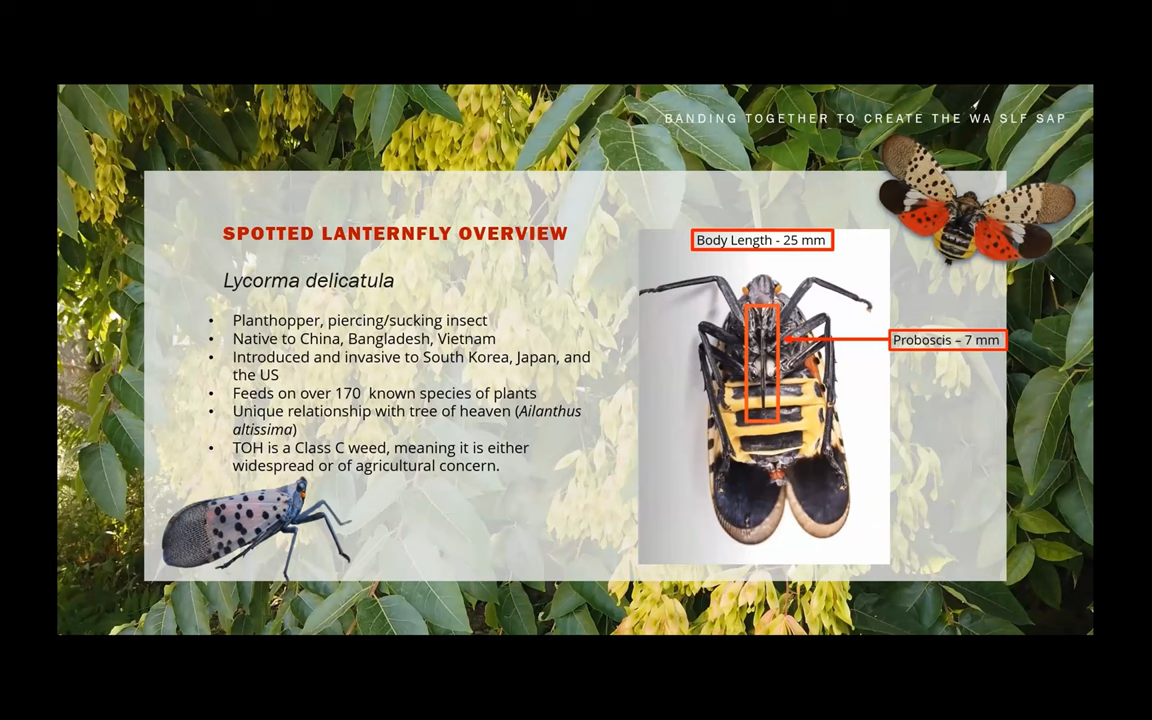 BANDING TOGETHER TO CREATE THE WA SLF SAP
SPOTTED LANTERNFLY OVERVIEW
Lycorma delicatula
• Planthopper, piercing/sucking insect
• Native to China, Bangladesh, Vietnam
• Introduced and invasive to South Korea, Japan, and
the US
• Feeds on over 170 known species of plants
• Unique relationship with tree of heaven (Ailanthus
altissima)
• TOH is a Class C weed, meaning it is either
widespread or of agricultural concern.
Body Length - 25 mm
Proboscis – 7 mm